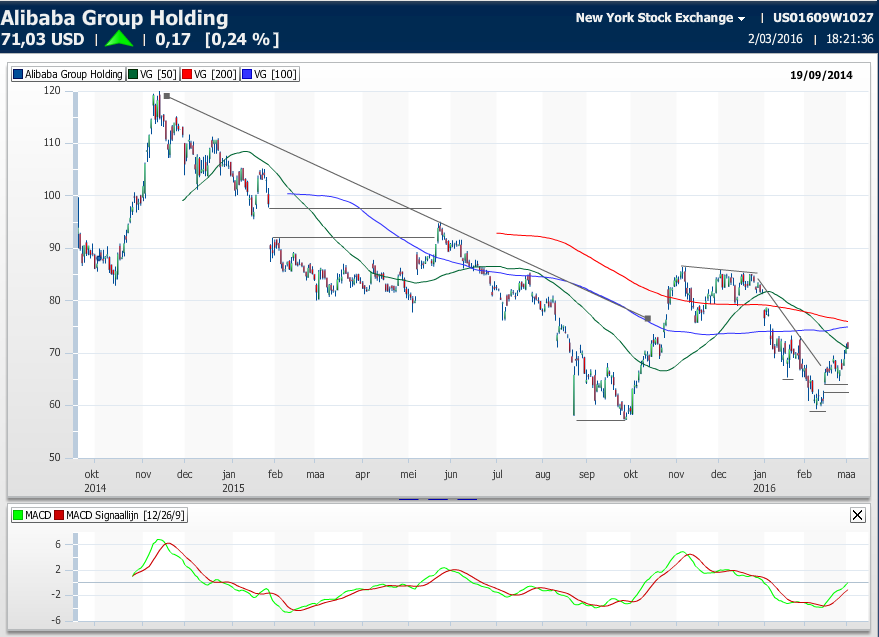 Alibaba Group Holding
New York Stock Exchange | US01609W1027
71,03 USD | | 0,17 [0,24 %]
2/03/2016 | 18:21:36
Alibaba Group Holding VG [50] VG [200] VG [100]
19/09/2014
120
110
100
90
80
70
60
50
okt nov dec jan feb maa apr mei jun jul aug sep okt nov dec jan feb maa
2014 2015 2016
MACD MACD Signaallijn [12/26/9]
6
2
-2
-6